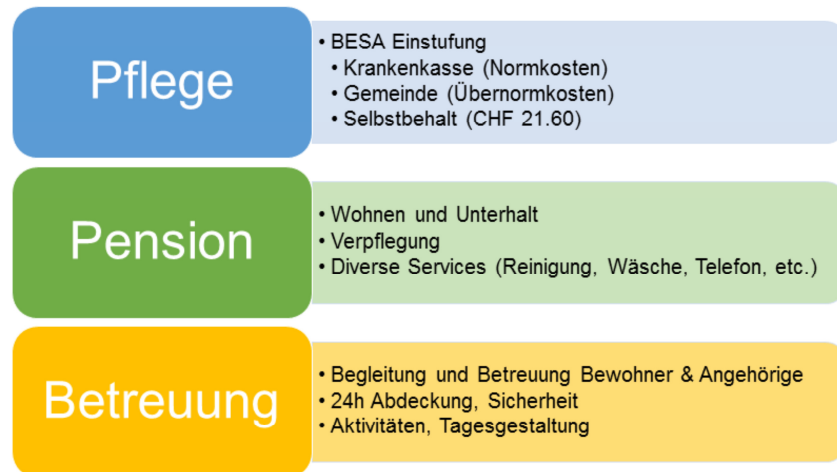 Pflege
• BESA Einstufung
• Krankenkasse (Normkosten)
• Gemeinde (Übernormkosten)
• Selbstbehalt (CHF 21.60)
Pension
• Wohnen und Unterhalt
• Verpflegung
• Diverse Services (Reinigung, Wäsche, Telefon, etc.)
Betreuung
• Begleitung und Betreuung Bewohner & Angehörige
• 24h Abdeckung, Sicherheit
• Aktivitäten, Tagesgestaltung